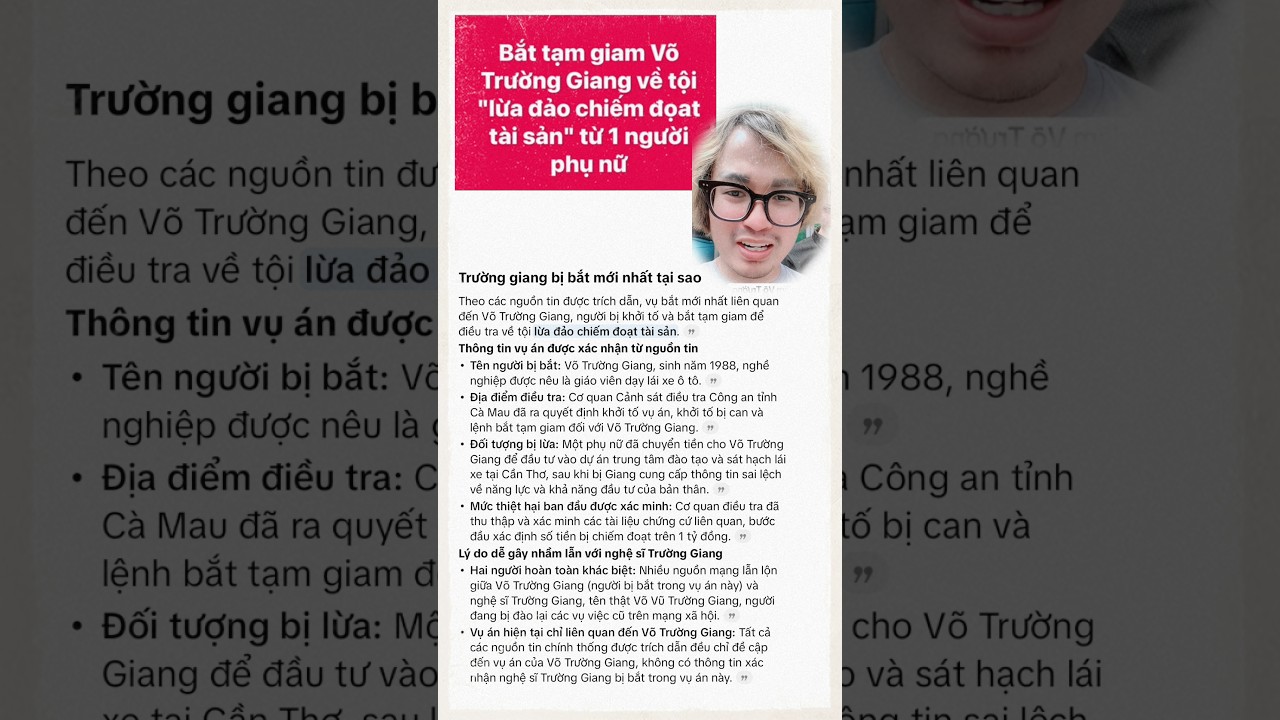 Bắt tạm giam Võ
Trường Giang về tội
"lừa đảo chiếm đọat
tài sản" từ 1 người
phụ nữ
Trường giang bị bắt mới nhất tại sao
Theo các nguồn tin được trích dẫn, vụ bắt mới nhất liên quan
đến Võ Trường Giang, người bị khởi tố và bắt tạm giam để
điều tra về tội lừa đảo chiếm đoạt tài sản.
Thông tin vụ án được xác nhận từ nguồn tin
• Tên người bị bắt: Võ Trường Giang, sinh năm 1988, nghề
nghiệp được nêu là giáo viên dạy lái xe ô tô.
• Địa điểm điều tra: Cơ quan Cảnh sát điều tra Công an tỉnh
Cà Mau đã ra quyết định khởi tố vụ án, khởi tố bị can và
lệnh bắt tạm giam đối với Võ Trường Giang.
• Đối tượng bị lừa: Một phụ nữ đã chuyển tiền cho Võ Trường
Giang để đầu tư vào dự án trung tâm đào tạo và sát hạch lái
xe tại Cần Thơ, sau khi bị Giang cung cấp thông tin sai lệch
về năng lực và khả năng đầu tư của bản thân.
• Mức thiệt hại ban đầu được xác minh: Cơ quan điều tra đã
thu thập và xác minh các tài liệu chứng cứ liên quan, bước
đầu xác định số tiền bị chiếm đoạt trên 1 tỷ đồng.
Lý do dễ gây nhầm lẫn với nghệ sĩ Trường Giang
• Hai người hoàn toàn khác biệt: Nhiều nguồn mạng lẫn lộn
giữa Võ Trường Giang (người bị bắt trong vụ án này) và
nghệ sĩ Trường Giang, tên thật Võ Vũ Trường Giang, người
đang bị đào lại các vụ việc cũ trên mạng xã hội.
• Vụ án hiện tại chỉ liên quan đến Võ Trường Giang: Tất cả
các nguồn tin chính thống được trích dẫn đều chỉ đề cập
đến vụ án của Võ Trường Giang, không có thông tin xác
nhận nghệ sĩ Trường Giang bị bắt trong vụ án này.
Trường giang bị b
Theo các nguồn tin đư
đến Võ Trường Giang,
điều tra về tội lừa đảo
Thông tin vụ án được
• Tên người bị bắt: Võ
nghiệp được nêu là g
• Địa điểm điều tra: C
Cà Mau đã ra quyết
lệnh bắt tạm giam đ
• Đối tượng bị lừa: Mộ
Giang để đầu tư vào
xe tại Cần Thơ, sau
nhất liên quan
ạm giam để
n 1988, nghề
a Công an tỉnh
tố bị can và
cho Võ Trường
o và sát hạch lái
tin sai lệch